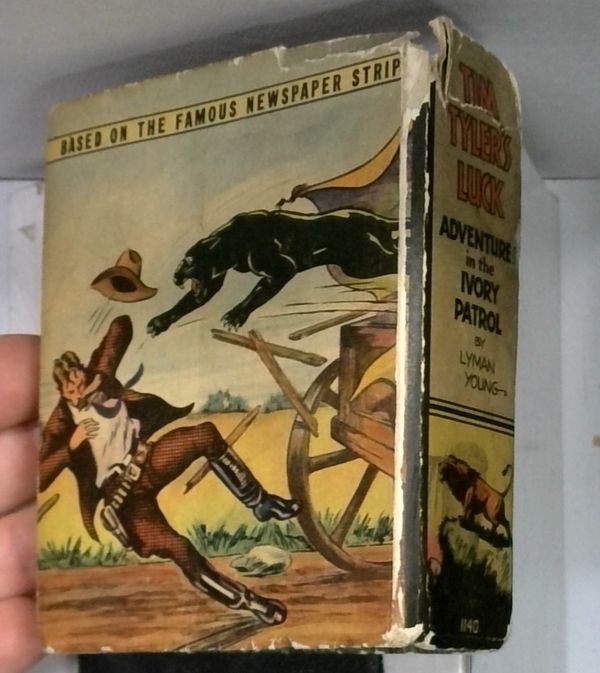 BASED ON THE FAMOUS NEWSPAPER STRIP
TIM
TYLER'S
LUCK
ADVENTURE
in the
IVORY
PATROL
BY
LYMAN
YOUNG
1140